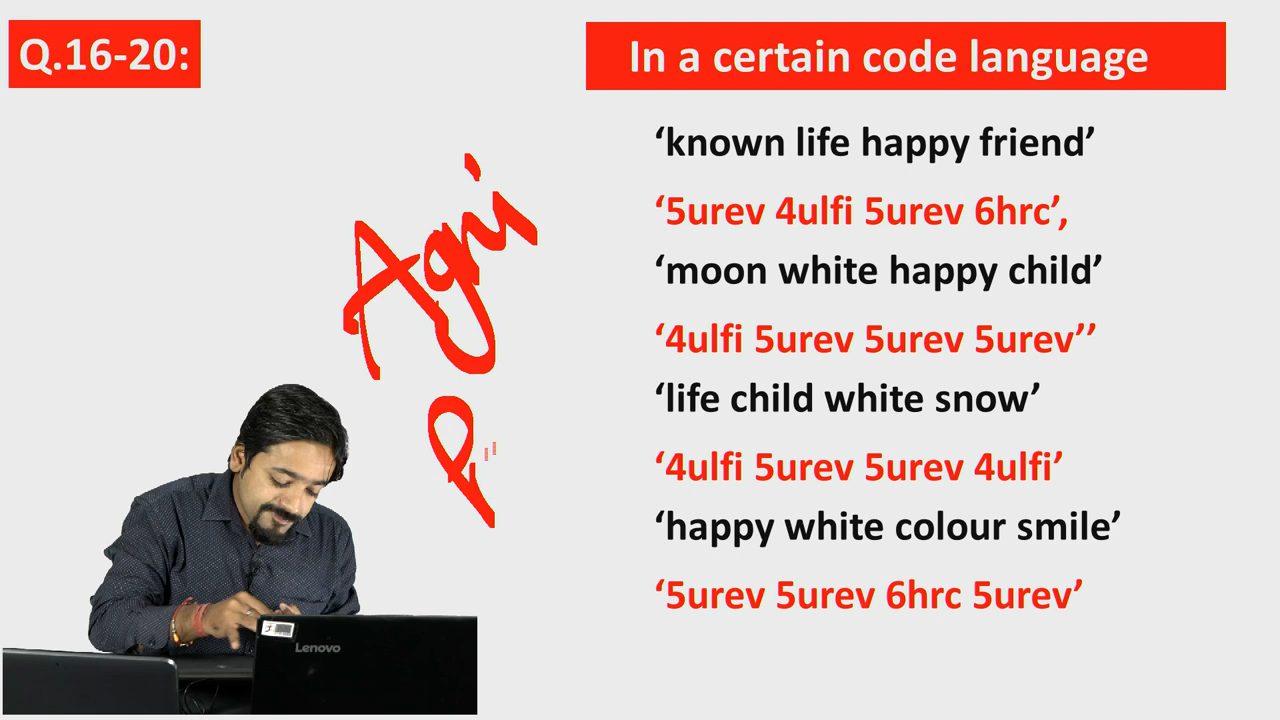 Q.16-20:
In a certain code language
‘known life happy friend’
‘5urev 4ulfi 5urev 6hrc’,
‘moon white happy child’
‘4ulfi 5urev 5urev 5urev’’
‘life child white snow’
‘4ulfi 5urev 5urev 4ulfi’
‘happy white colour smile’
‘5urev 5urev 6hrc 5urev’
Agni
P
Lenovo